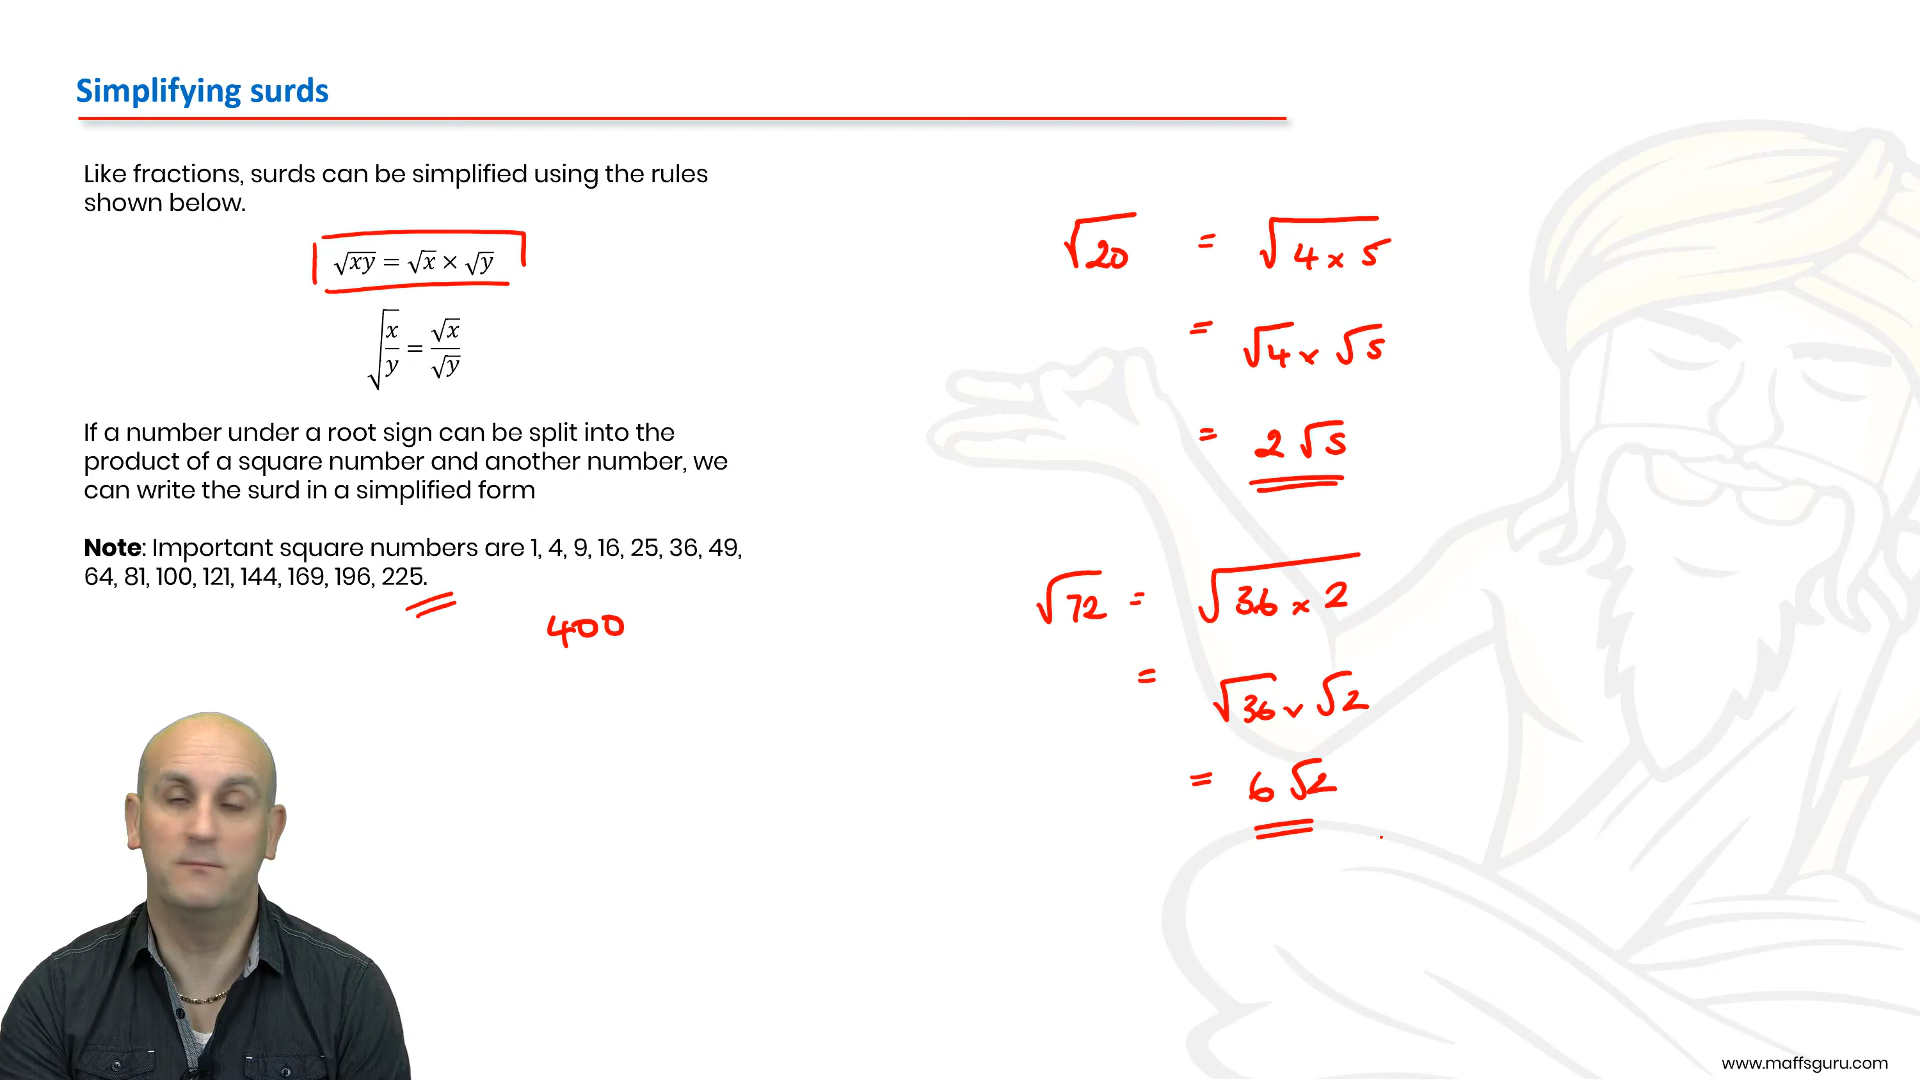 Simplifying surds
Like fractions, surds can be simplified using the rules
shown below.
√xy = √x × √y
√(x/y) = √x/√y
If a number under a root sign can be split into the
product of a square number and another number, we
can write the surd in a simplified form
Note: Important square numbers are 1, 4, 9, 16, 25, 36, 49,
64, 81, 100, 121, 144, 169, 196, 225.
400
√20 = √4 × 5
= √4 × √5
= 2√5
√72 = √36 × 2
= √36 × √2
= 6√2
www.maffsguru.com